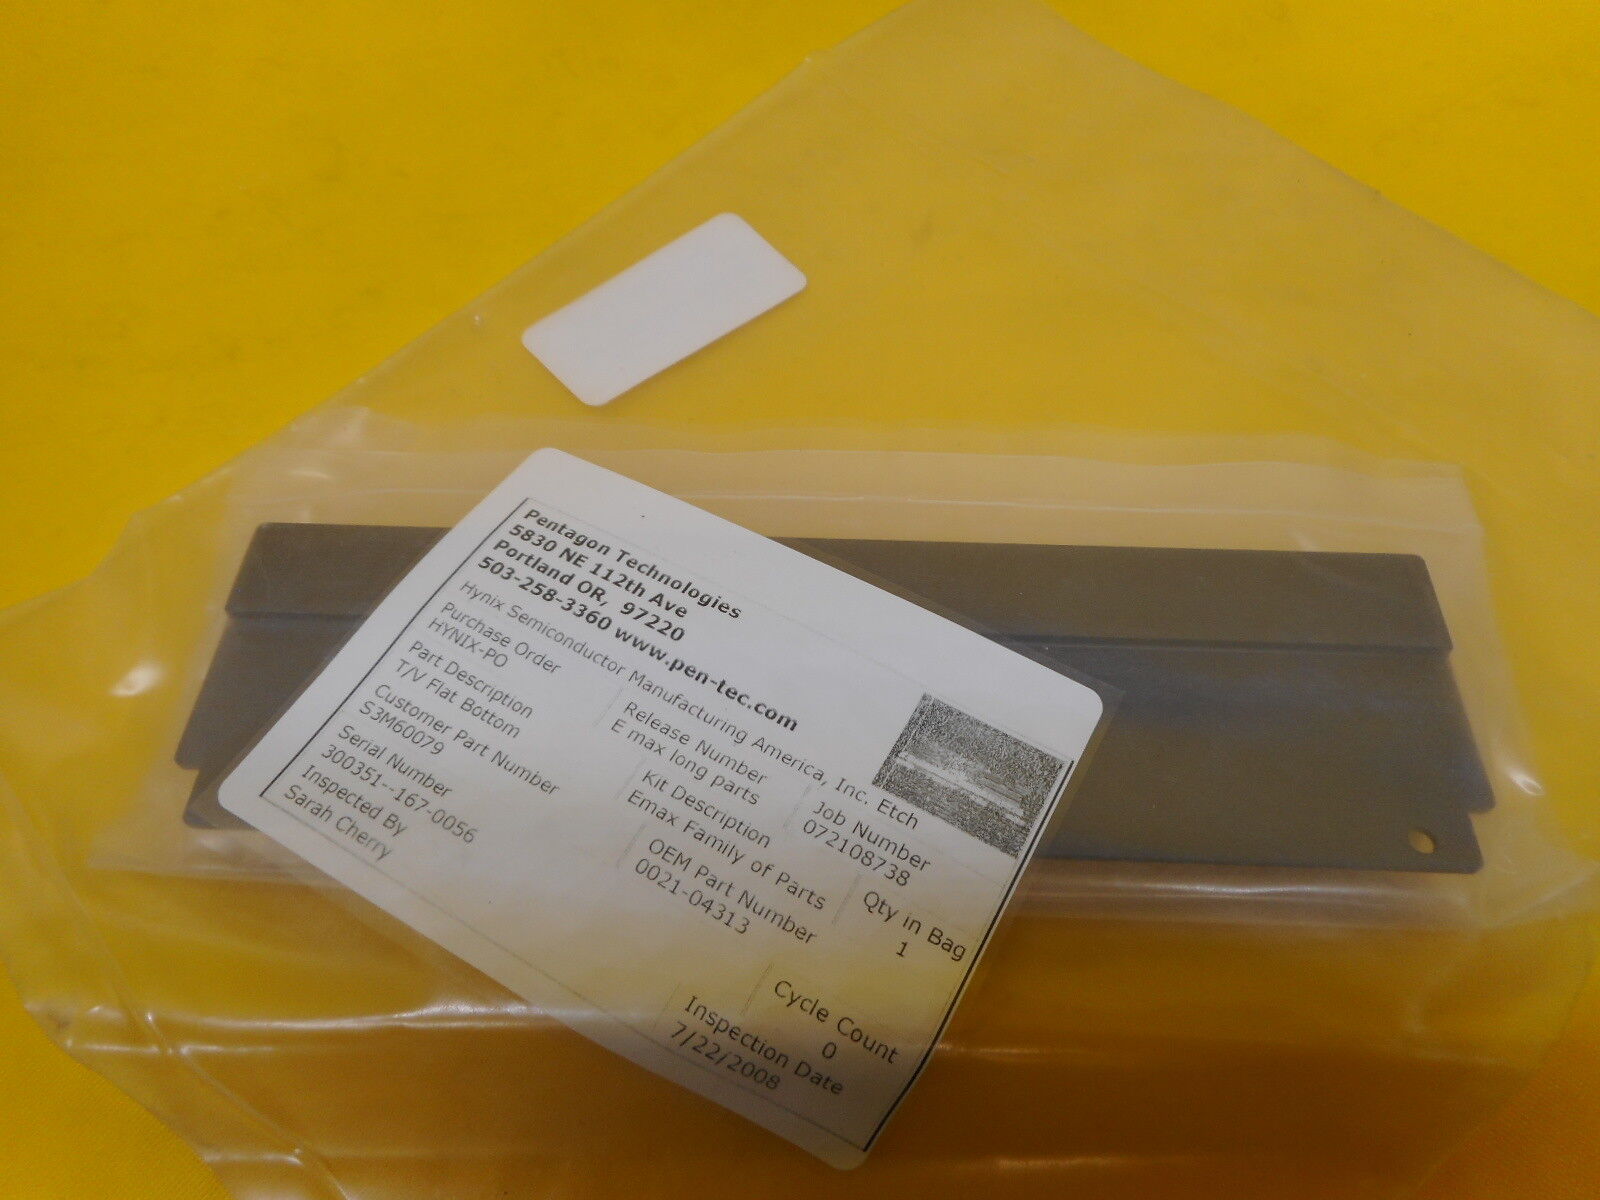 Pentagon Technologies
5830 NE 112th Ave
Portland OR, 97220
503-258-3360 www.pen-tec.com
Hynix Semiconductor Manufacturing America, Inc. Etch
Purchase Order
HYNIX-PO
Release Number
E max long parts
Job Number
072108738
Part Description
T/V Flat Bottom
Kit Description
Emax Family of Parts
Qty in Bag
1
Customer Part Number
S3M60079
OEM Part Number
0021-04313
Serial Number
300351--167-0056
Cycle Count
0
Inspected By
Sarah Cherry
Inspection Date
7/22/2008